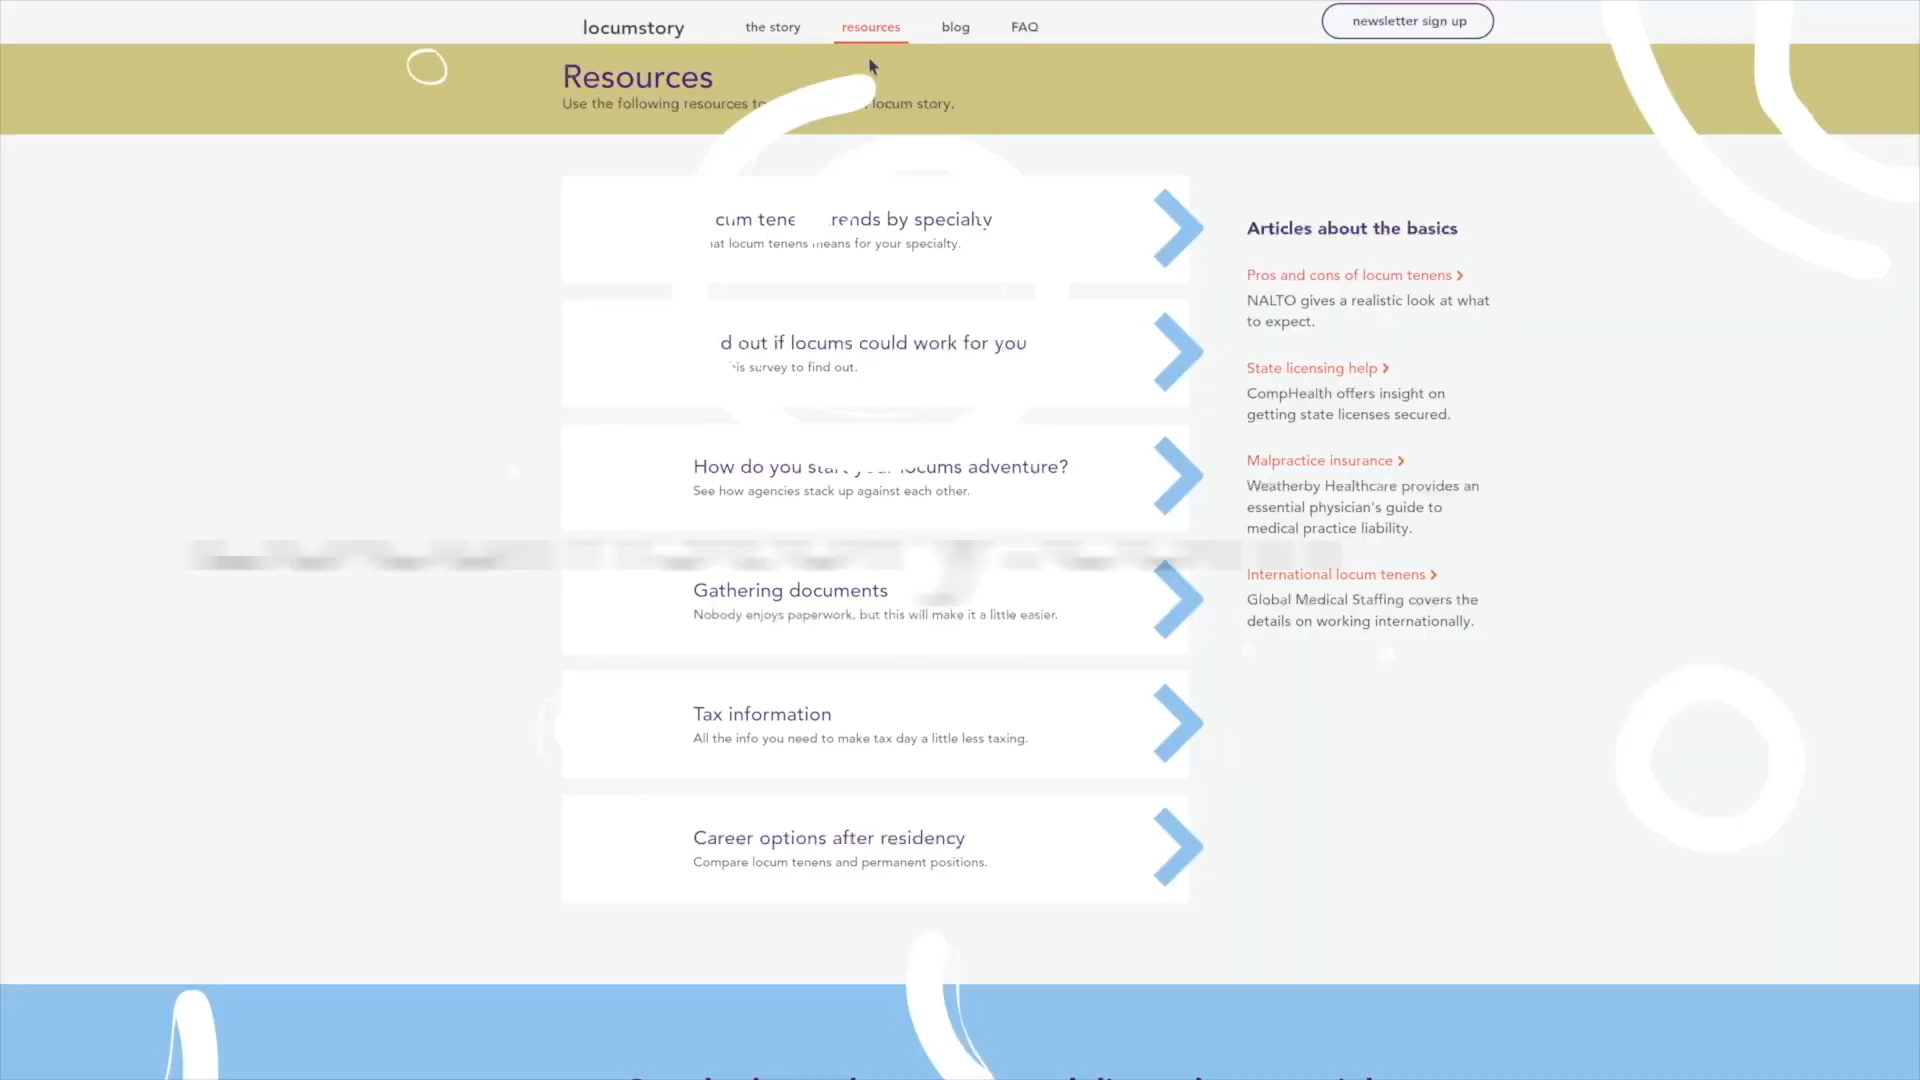 locumstory the story resources blog FAQ newsletter sign up
Resources
Use the following resources locum story.
by specialty
locum tenens means for your specialty.
out if locums could work for you
survey to find out.
How do you adventure?
See how agencies stack up against each other.
Gathering documents
Nobody enjoys paperwork, but this will make it a little easier.
Tax information
All the info you need to make tax day a little less taxing.
Career options after residency
Compare locum tenens and permanent positions.
Articles about the basics
Pros and cons of locum tenens
NALTO gives a realistic look at what
to expect.
State licensing help
CompHealth offers insight on
getting state licenses secured.
Malpractice insurance
Weatherby Healthcare provides an
essential physician's guide to
medical practice liability.
International locum tenens
Global Medical Staffing covers the
details on working internationally.